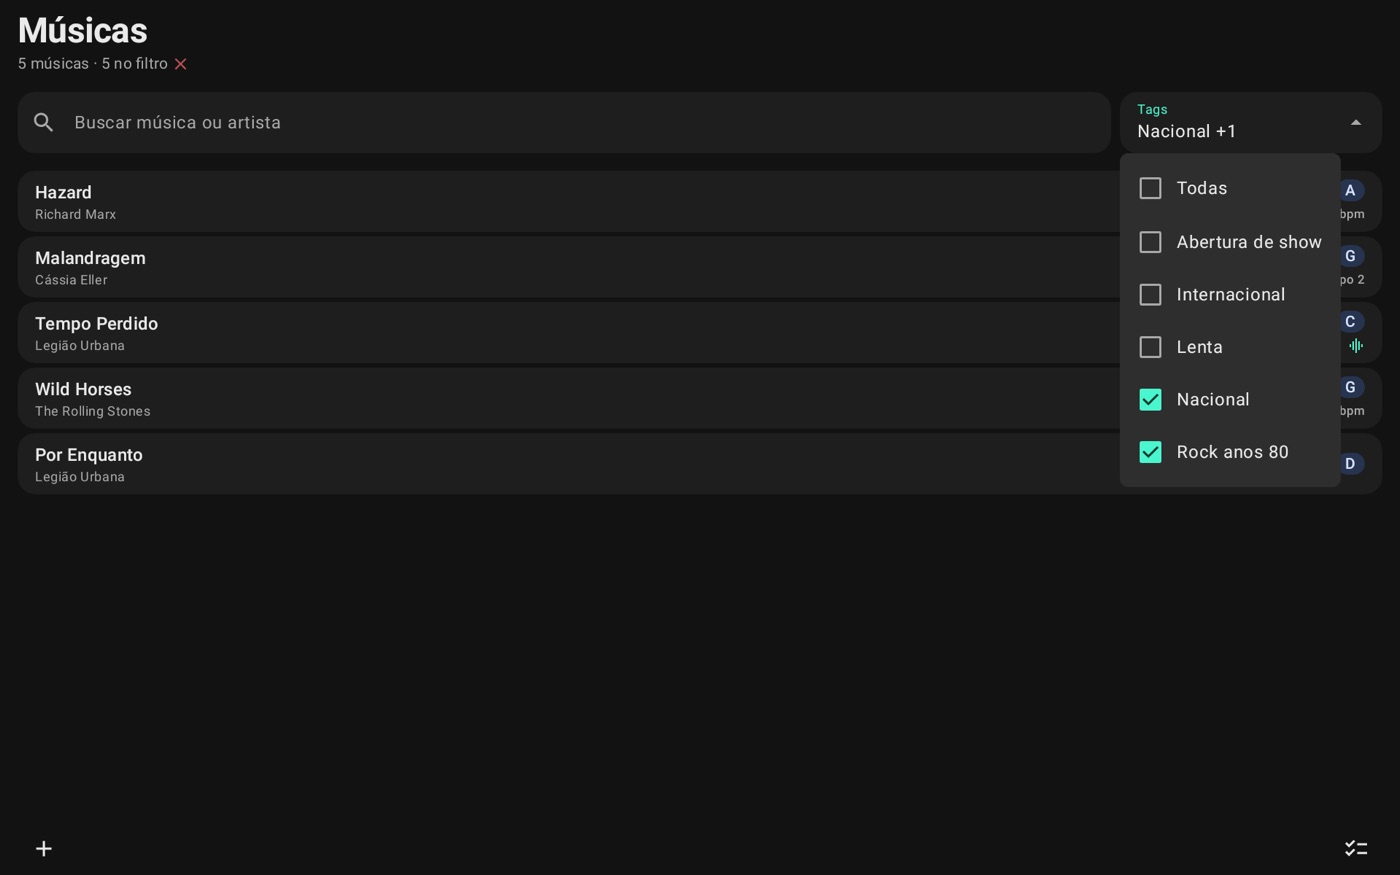 Músicas
5 músicas · 5 no filtro
Buscar música ou artista
Tags
Nacional +1
Todas
Abertura de show
Internacional
Lenta
Nacional
Rock anos 80
Hazard
Richard Marx
A
bpm
Malandragem
Cássia Eller
G
po 2
Tempo Perdido
Legião Urbana
C
Wild Horses
The Rolling Stones
G
bpm
Por Enquanto
Legião Urbana
D